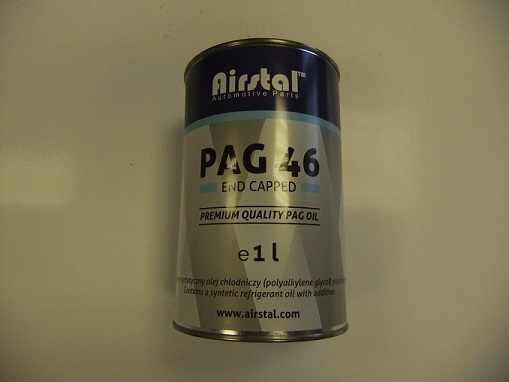 Airstal™
Automotive Parts
PAG 46
END CAPPED
PREMIUM QUALITY PAG OIL
e 1 l
olej chłodniczy (polyalkylene glycol)
Contains a syntetic refrigerant oil with additives
www.airstal.com